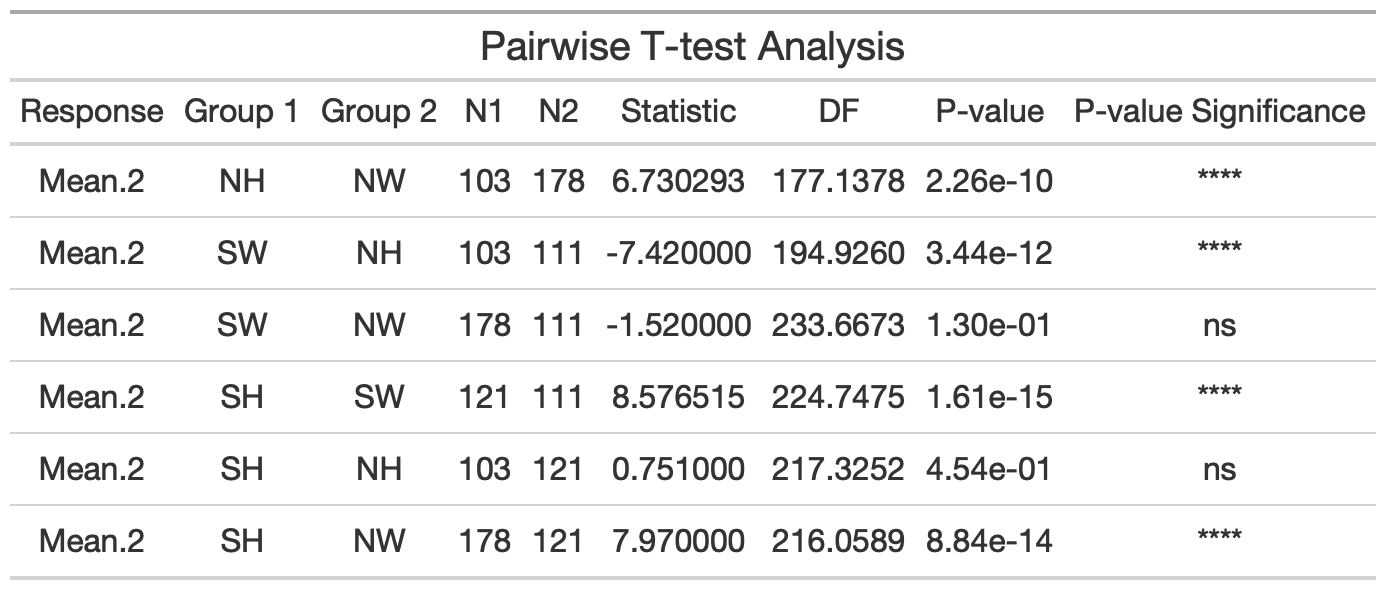 Pairwise T-test Analysis
Response Group 1 Group 2 N1 N2 Statistic DF P-value P-value Significance
Mean.2 NH NW 103 178 6.730293 177.1378 2.26e-10 ****
Mean.2 SW NH 103 111 -7.420000 194.9260 3.44e-12 ****
Mean.2 SW NW 178 111 -1.520000 233.6673 1.30e-01 ns
Mean.2 SH SW 121 111 8.576515 224.7475 1.61e-15 ****
Mean.2 SH NH 103 121 0.751000 217.3252 4.54e-01 ns
Mean.2 SH NW 178 121 7.970000 216.0589 8.84e-14 ****